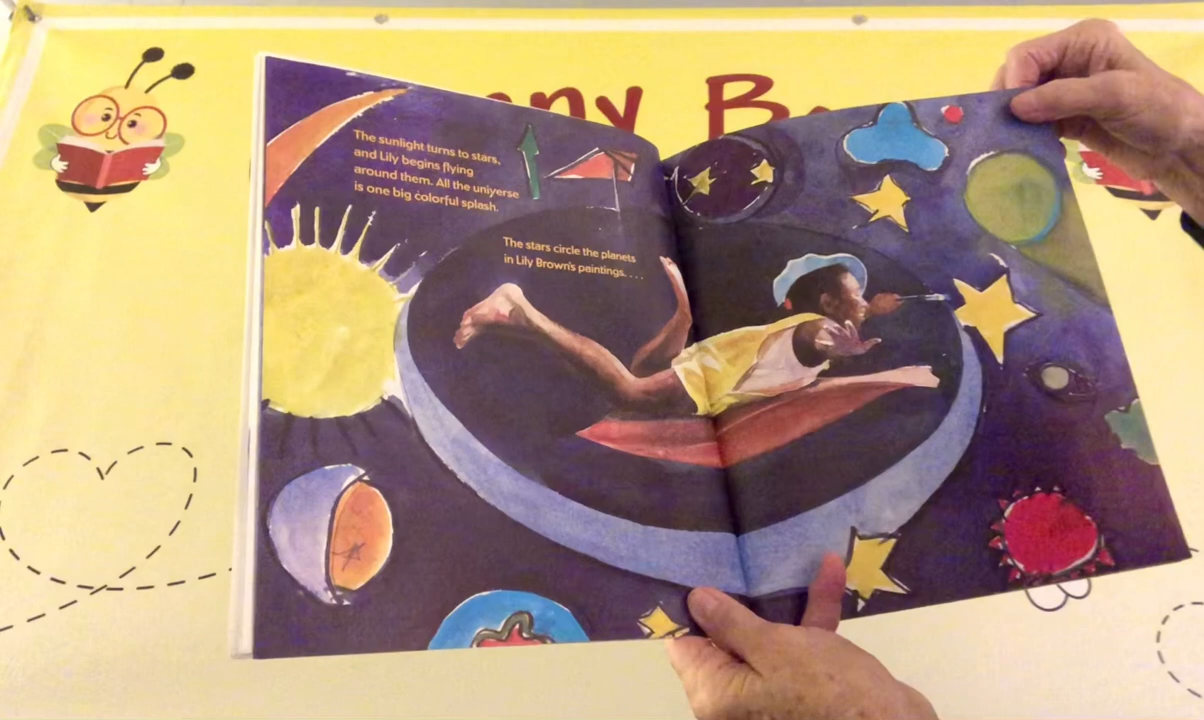 ny B
The sunlight turns to stars,
and Lily begins flying
around them. All the universe
is one big colorful splash.
The stars circle the planets
in Lily Brown's paintings. . . .